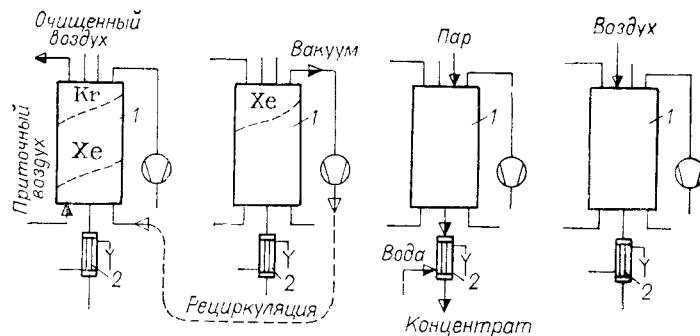 Очищенный
воздух
Kr
Xe
1
Приточный
воздух
Y
2
Вакуум
Xe
1
Y
2
Рециркуляция
Пар
1
Вода
Y
2
Концентрат
Воздух
1
Y
2